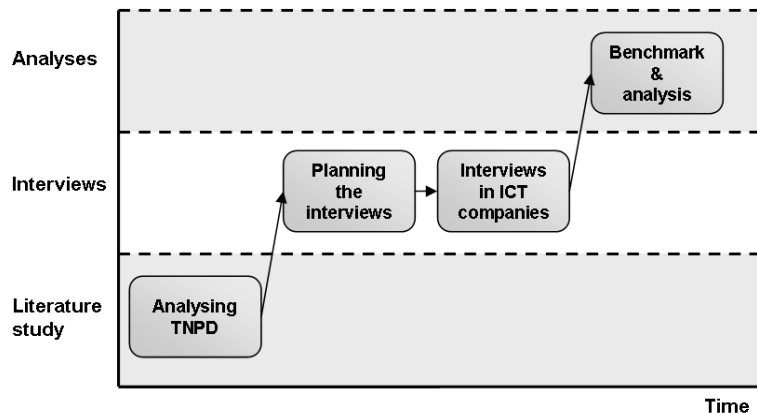 Analyses
Benchmark
&
analysis
Interviews
Planning
the
interviews
Interviews
in ICT
companies
Literature
study
Analysing
TNPD
Time